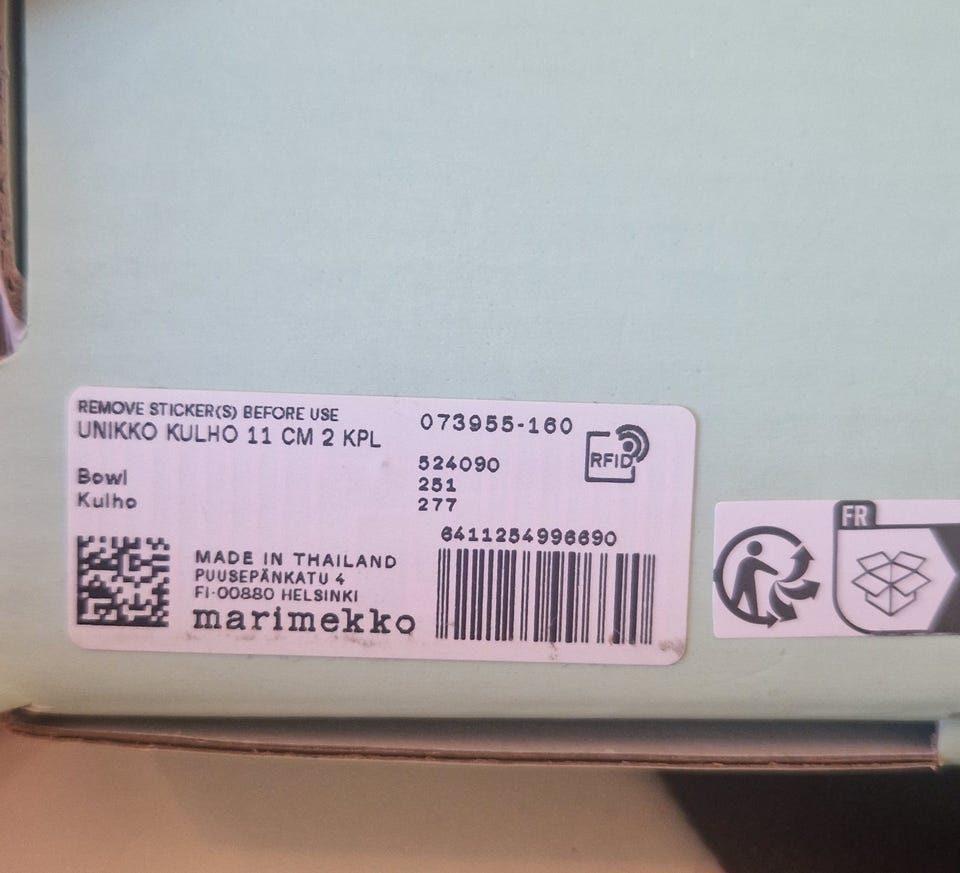 REMOVE STICKER(S) BEFORE USE
UNIKKO KULHO 11 CM 2 KPL
073955-160
RFID
Bowl
Kulho
524090
251
277
6411254996690
MADE IN THAILAND
PUUSEPÄNKATU 4
FI-00880 HELSINKI
marimekko
FR